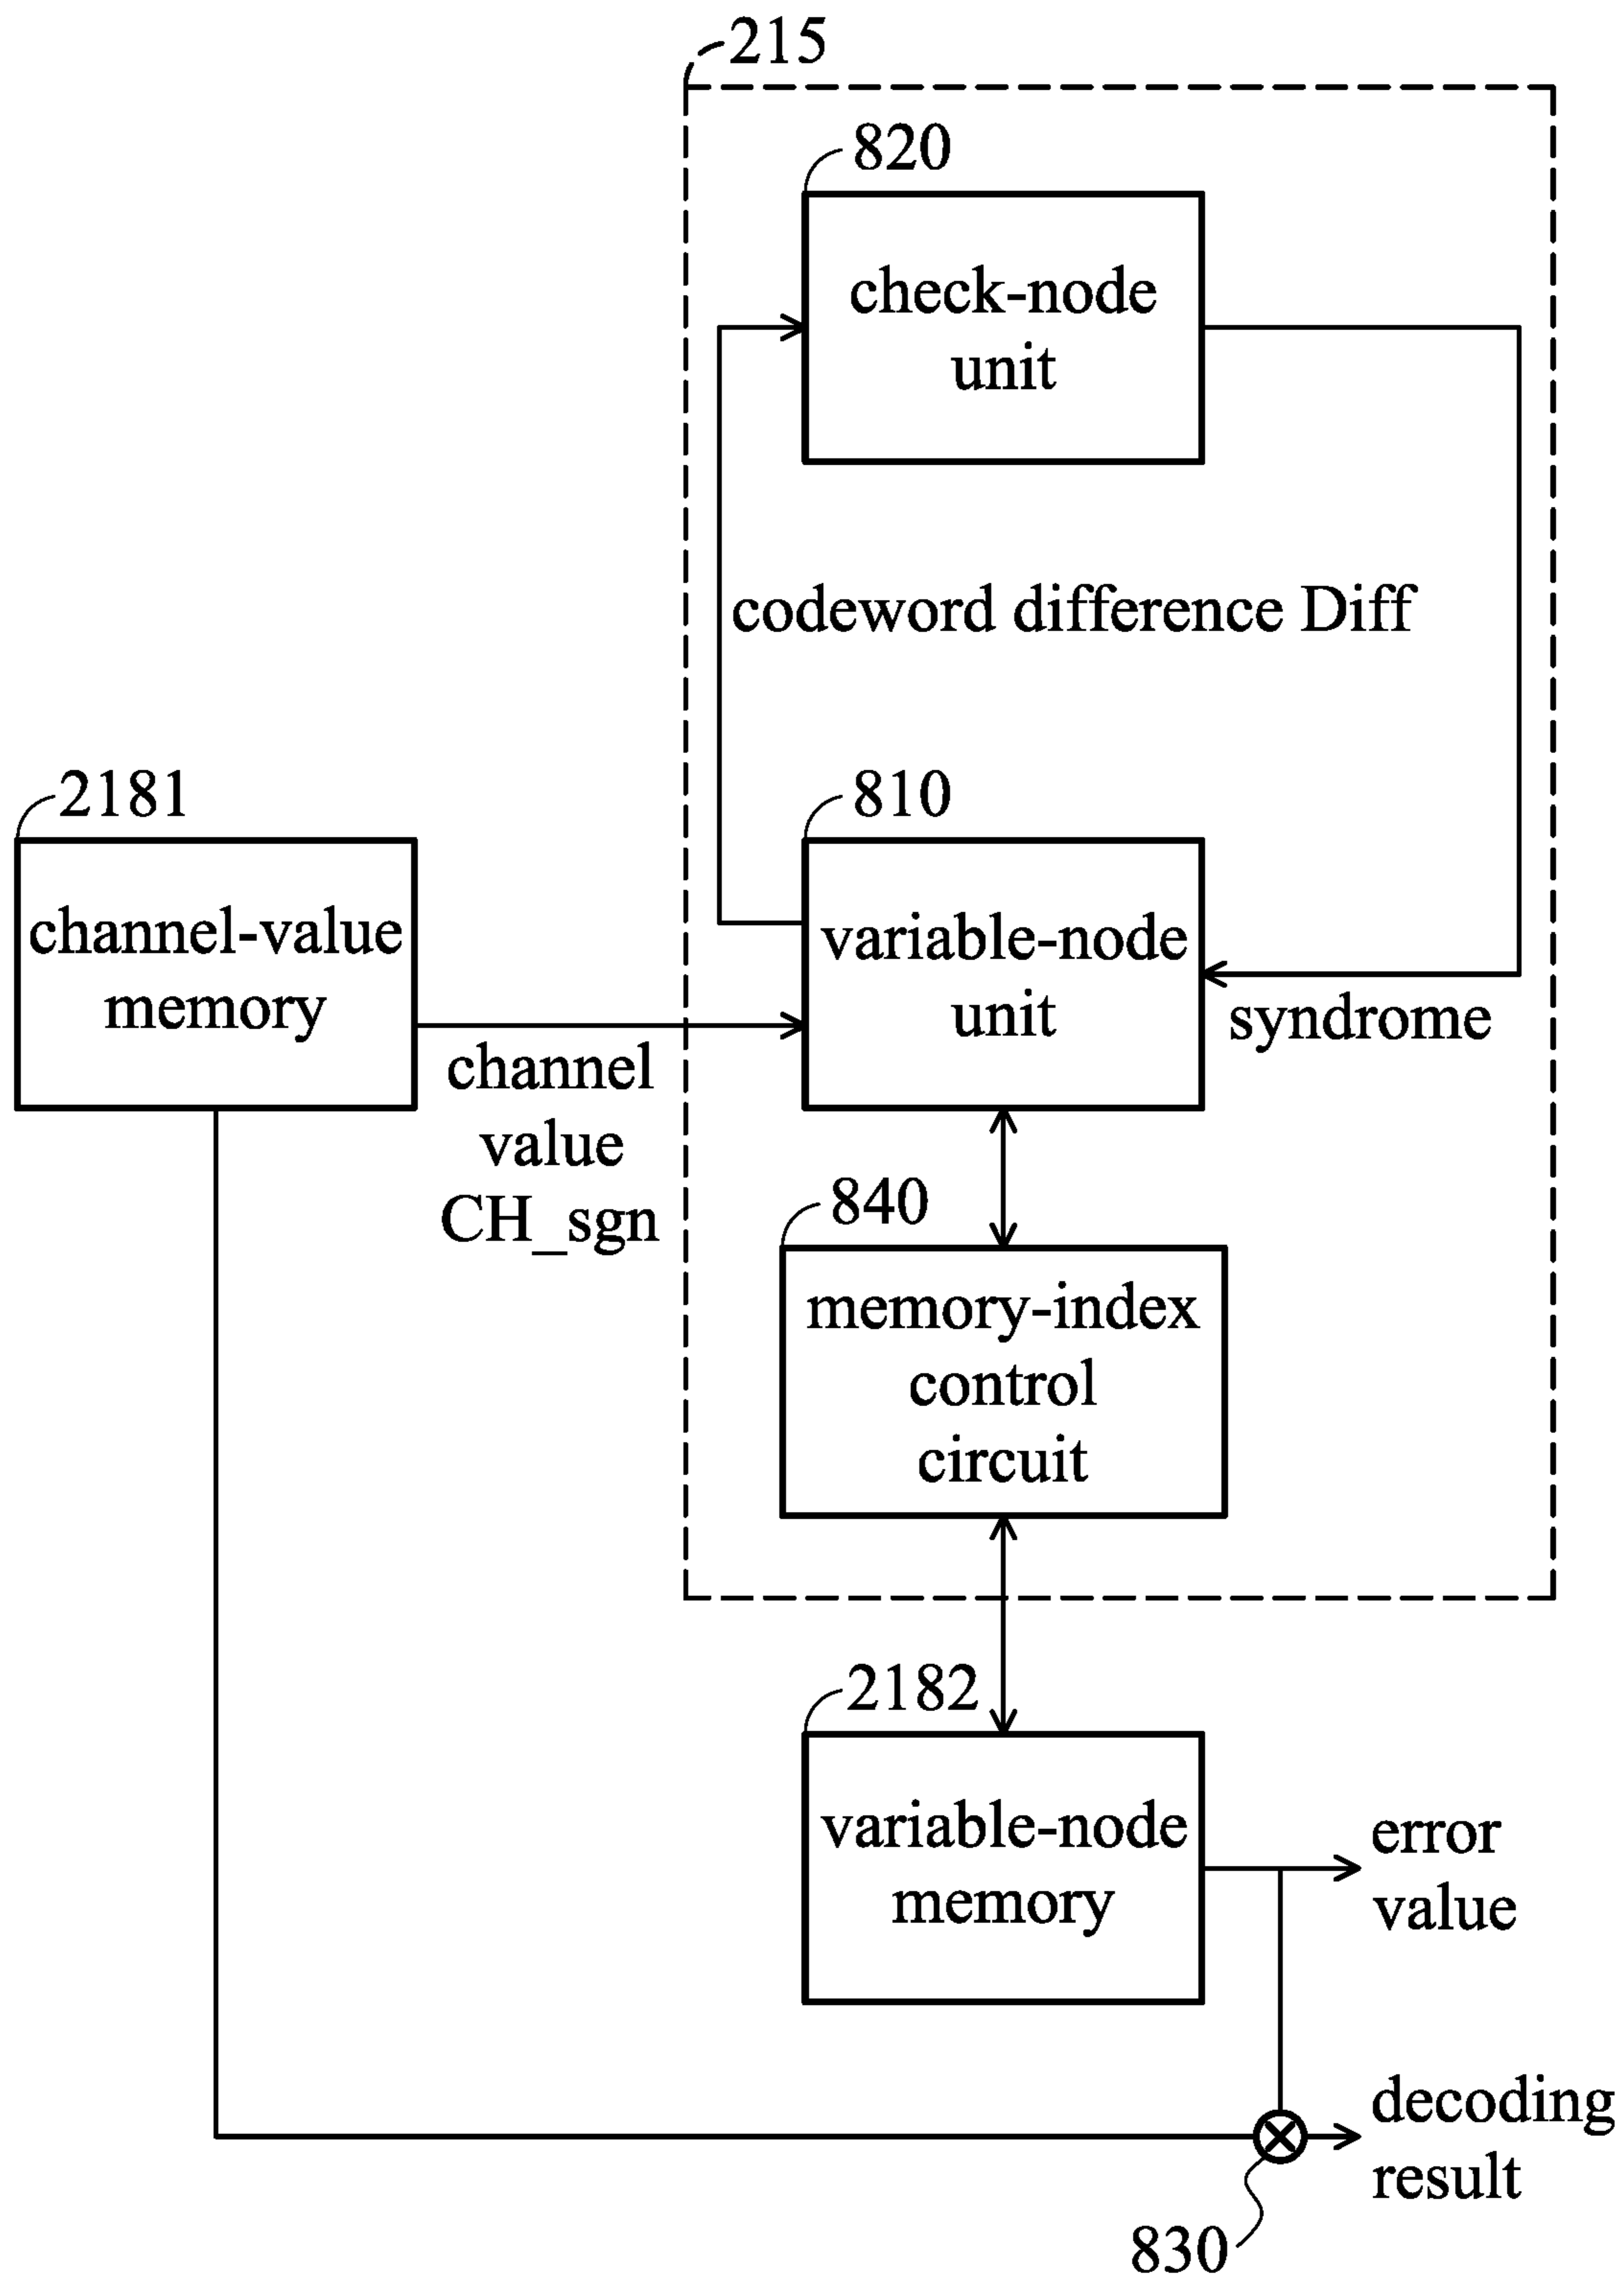 215
820
check-node
unit
codeword difference Diff
2181
channel-value
memory
810
variable-node
unit
syndrome
channel
value
CH_sgn
840
memory-index
control
circuit
2182
variable-node
memory
error
value
decoding
result
830